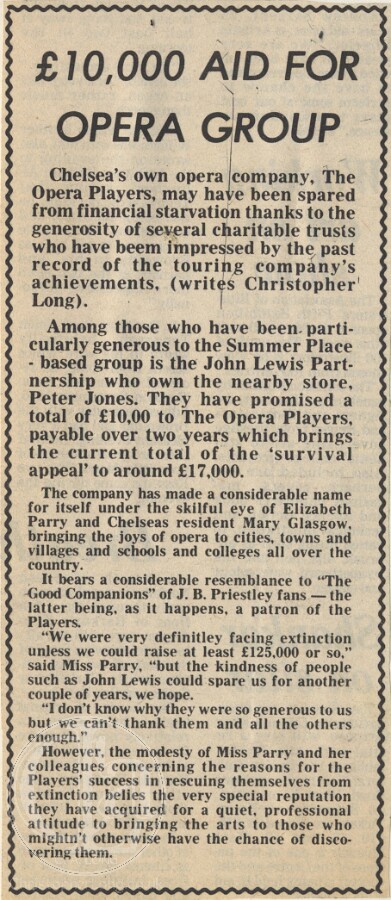 £10,000 AID FOR
OPERA GROUP
Chelsea's own opera company, The
Opera Players, may have been spared
from financial starvation thanks to the
generosity of several charitable trusts
who have beem impressed by the past
record of the touring company's
achievements, (writes Christopher
Long).
Among those who have been parti-
cularly generous to the Summer Place
- based group is the John Lewis Part-
nership who own the nearby store,
Peter Jones. They have promised a
total of £10,00 to The Opera Players,
payable over two years which brings
the current total of the 'survival
appeal' to around £17,000.
The company has made a considerable name
for itself under the skilful eye of Elizabeth
Parry and Chelseas resident Mary Glasgow,
bringing the joys of opera to cities, towns and
villages and schools and colleges all over the
country.
It bears a considerable resemblance to "The
Good Companions" of J. B. Priestley fans — the
latter being, as it happens, a patron of the
Players.
"We were very definitley facing extinction
unless we could raise at least £125,000 or so,"
said Miss Parry, "but the kindness of people
such as John Lewis could spare us for another
couple of years, we hope.
"I don't know why they were so generous to us
but we can't thank them and all the others
enough."
However, the modesty of Miss Parry and her
colleagues concerning the reasons for the
Players' success in rescuing themselves from
extinction belies the very special reputation
they have acquired for a quiet, professional
attitude to bringing the arts to those who
mightn't otherwise have the chance of disco-
vering them.